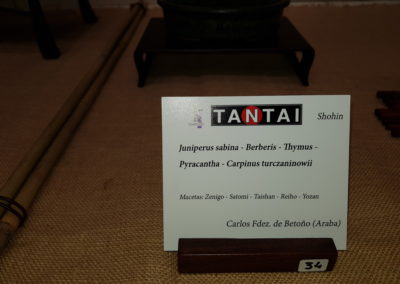 TANTAI Shohin
Juniperus sabina - Berberis - Thymus -
Pyracantha - Carpinus turczaninowii
Macetas: Zenigo - Satomi - Taishan - Reiho - Yozan
Carlos Fdez. de Betoño (Araba)
34